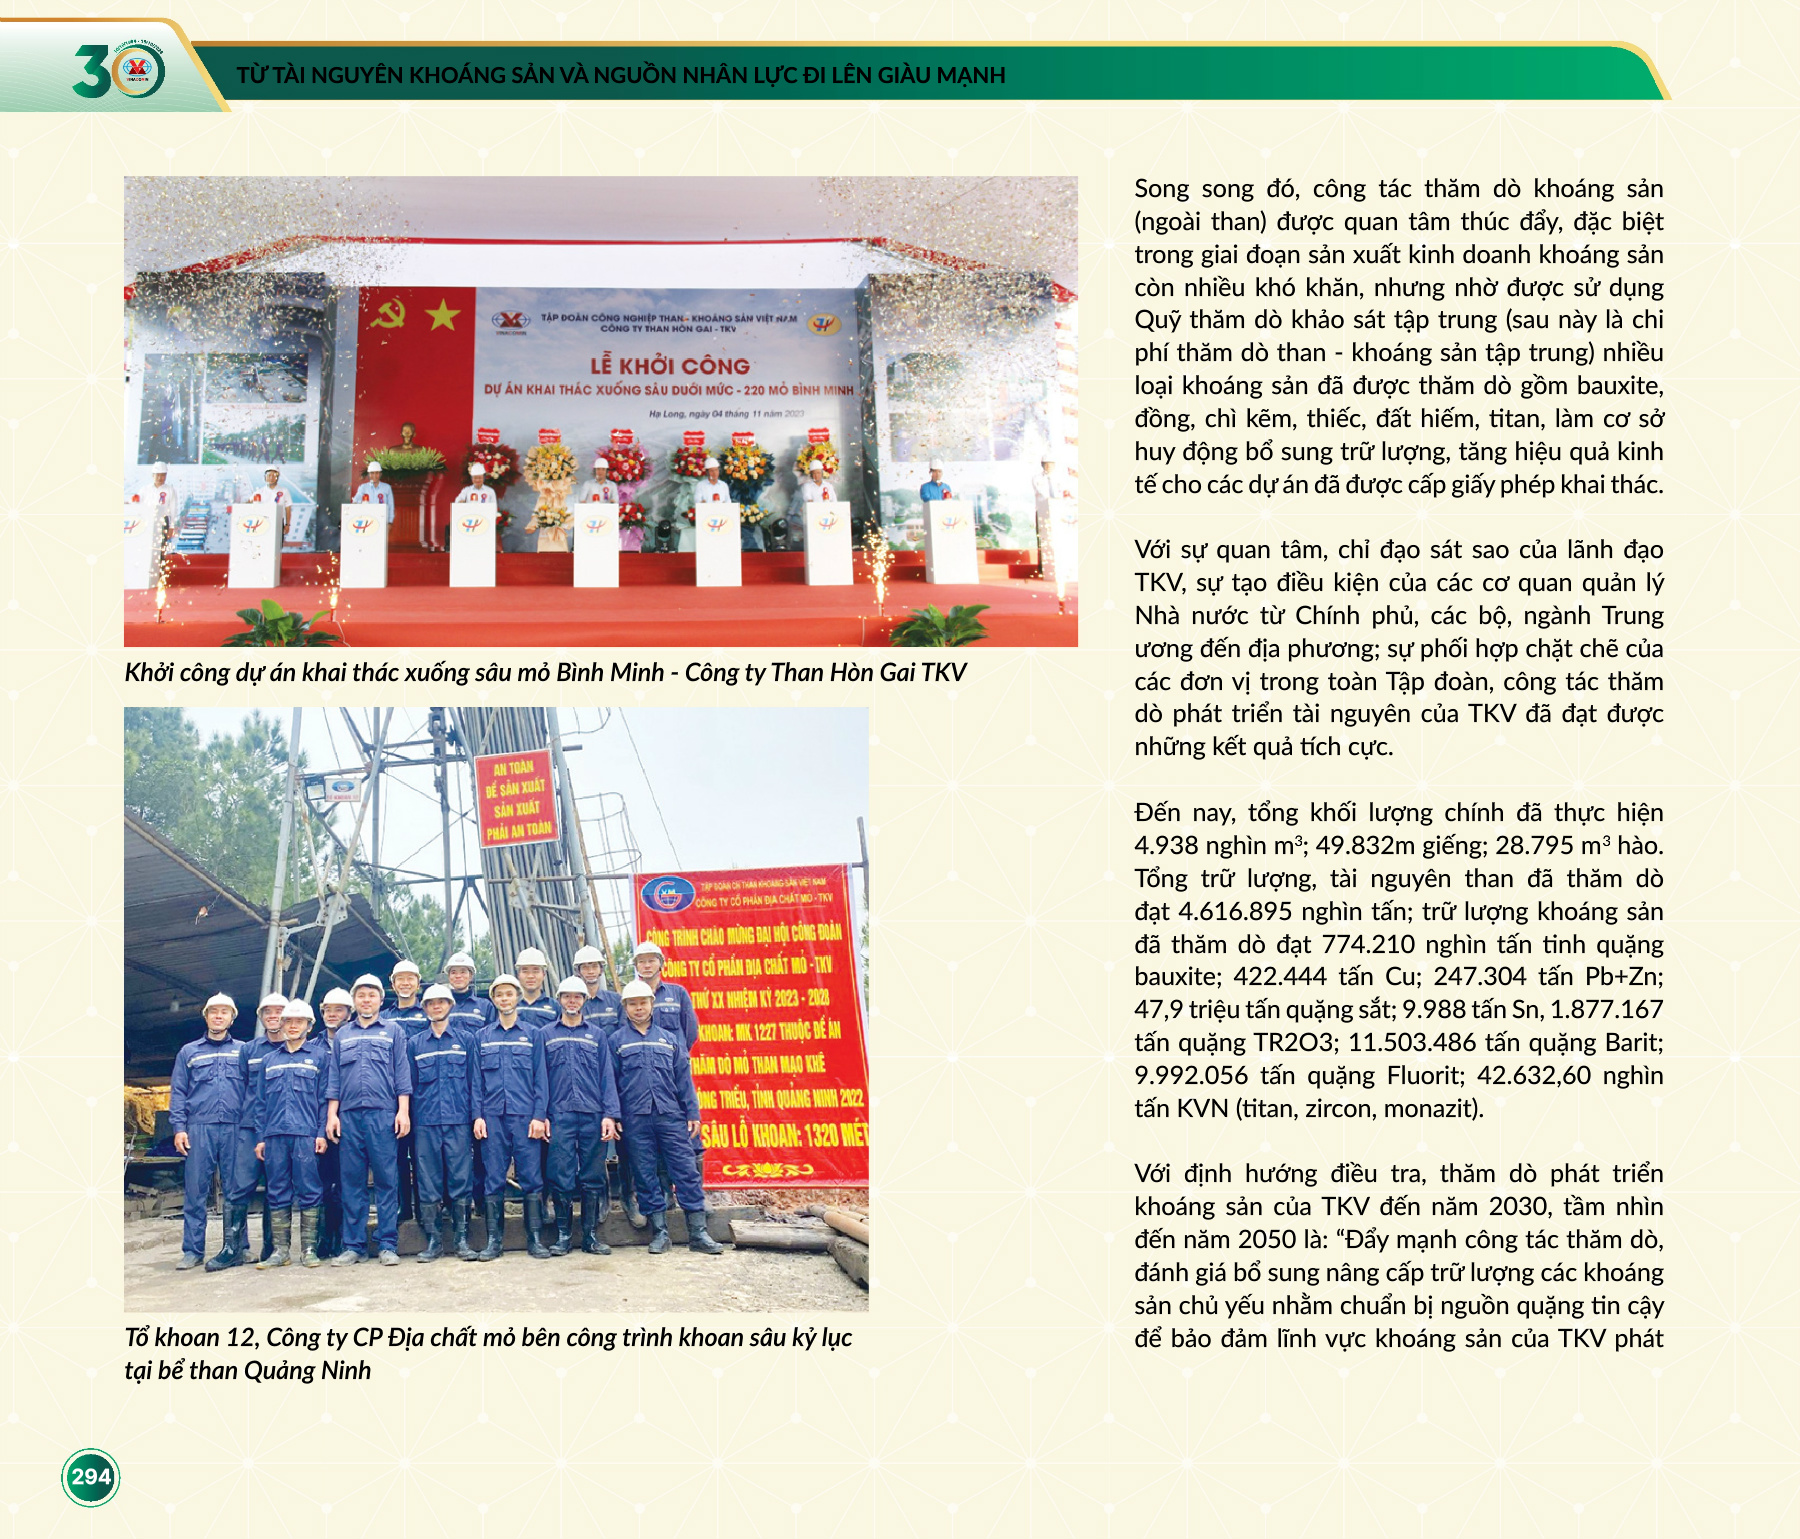 30
VINACOMIN
TỪ TÀI NGUYÊN KHOÁNG SẢN VÀ NGUỒN NHÂN LỰC ĐI LÊN GIÀU MẠNH
TẬP ĐOÀN CÔNG NGHIỆP THAN - KHOÁNG SẢN VIỆT NAM
CÔNG TY THAN HÒN GAI - TKV
LỄ KHỞI CÔNG
DỰ ÁN KHAI THÁC XUỐNG SÂU DƯỚI MỨC - 220 MỎ BÌNH MINH
Hạ Long, ngày 04 tháng 11 năm 2023
Khởi công dự án khai thác xuống sâu mỏ Bình Minh - Công ty Than Hòn Gai TKV
AN TOÀN
ĐỂ SẢN XUẤT
SẢN XUẤT
PHẢI AN TOÀN
TẬP ĐOÀN CN THAN KHOÁNG SẢN VIỆT NAM
CÔNG TY CỔ PHẦN ĐỊA CHẤT MỎ - TKV
CÔNG TRÌNH CHÀO MỪNG ĐẠI HỘI CÔNG ĐOÀN
CÔNG TY CỔ PHẦN ĐỊA CHẤT MỎ - TKV
THỨ XX NHIỆM KỲ 2023 - 2028
KHOAN: MK 1227 THUỘC ĐỀ ÁN
THĂM DÒ MỎ THAN MẠO KHÊ
ĐÔNG TRIỀU, TỈNH QUẢNG NINH 2022
SÂU LỖ KHOAN: 1320 MÉT
Tổ khoan 12, Công ty CP Địa chất mỏ bên công trình khoan sâu kỷ lục
tại bể than Quảng Ninh
Song song đó, công tác thăm dò khoáng sản
(ngoài than) được quan tâm thúc đẩy, đặc biệt
trong giai đoạn sản xuất kinh doanh khoáng sản
còn nhiều khó khăn, nhưng nhờ được sử dụng
Quỹ thăm dò khảo sát tập trung (sau này là chi
phí thăm dò than - khoáng sản tập trung) nhiều
loại khoáng sản đã được thăm dò gồm bauxite,
đồng, chì kẽm, thiếc, đất hiếm, titan, làm cơ sở
huy động bổ sung trữ lượng, tăng hiệu quả kinh
tế cho các dự án đã được cấp giấy phép khai thác.
Với sự quan tâm, chỉ đạo sát sao của lãnh đạo
TKV, sự tạo điều kiện của các cơ quan quản lý
Nhà nước từ Chính phủ, các bộ, ngành Trung
ương đến địa phương; sự phối hợp chặt chẽ của
các đơn vị trong toàn Tập đoàn, công tác thăm
dò phát triển tài nguyên của TKV đã đạt được
những kết quả tích cực.
Đến nay, tổng khối lượng chính đã thực hiện
4.938 nghìn m³; 49.832m giếng; 28.795 m³ hào.
Tổng trữ lượng, tài nguyên than đã thăm dò
đạt 4.616.895 nghìn tấn; trữ lượng khoáng sản
đã thăm dò đạt 774.210 nghìn tấn tinh quặng
bauxite; 422.444 tấn Cu; 247.304 tấn Pb+Zn;
47,9 triệu tấn quặng sắt; 9.988 tấn Sn, 1.877.167
tấn quặng TR2O3; 11.503.486 tấn quặng Barit;
9.992.056 tấn quặng Fluorit; 42.632,60 nghìn
tấn KVN (titan, zircon, monazit).
Với định hướng điều tra, thăm dò phát triển
khoáng sản của TKV đến năm 2030, tầm nhìn
đến năm 2050 là: “Đẩy mạnh công tác thăm dò,
đánh giá bổ sung nâng cấp trữ lượng các khoáng
sản chủ yếu nhằm chuẩn bị nguồn quặng tin cậy
để bảo đảm lĩnh vực khoáng sản của TKV phát
294